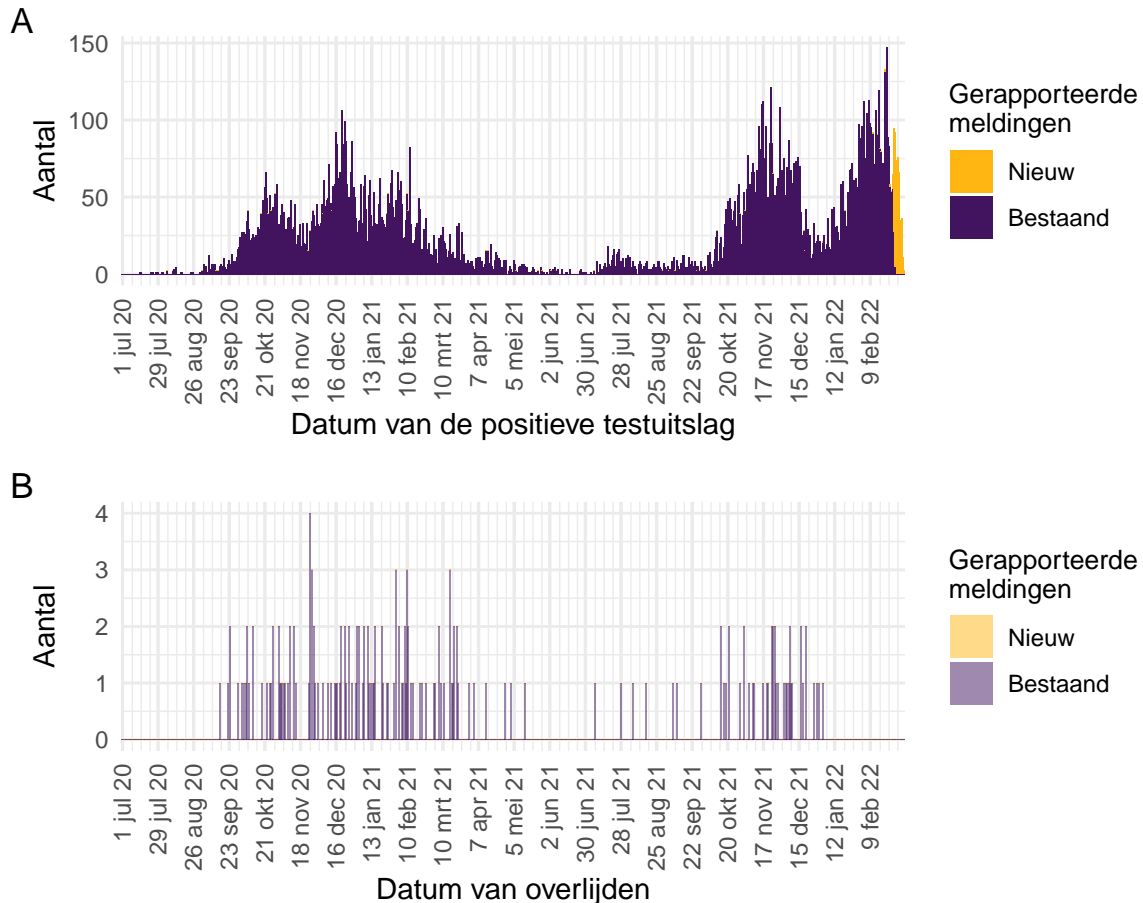 A
150
100
50
0
Aantal
1 jul 20
29 jul 20
26 aug 20
23 sep 20
21 okt 20
18 nov 20
16 dec 20
13 jan 21
10 feb 21
10 mrt 21
7 apr 21
5 mei 21
2 jun 21
30 jun 21
28 jul 21
25 aug 21
22 sep 21
20 okt 21
17 nov 21
15 dec 21
12 jan 22
9 feb 22
Datum van de positieve testuitslag
Gerapporteerde
meldingen
Nieuw
Bestaand
B
4
3
2
1
0
Aantal
1 jul 20
29 jul 20
26 aug 20
23 sep 20
21 okt 20
18 nov 20
16 dec 20
13 jan 21
10 feb 21
10 mrt 21
7 apr 21
5 mei 21
2 jun 21
30 jun 21
28 jul 21
25 aug 21
22 sep 21
20 okt 21
17 nov 21
15 dec 21
12 jan 22
9 feb 22
Datum van overlijden
Gerapporteerde
meldingen
Nieuw
Bestaand